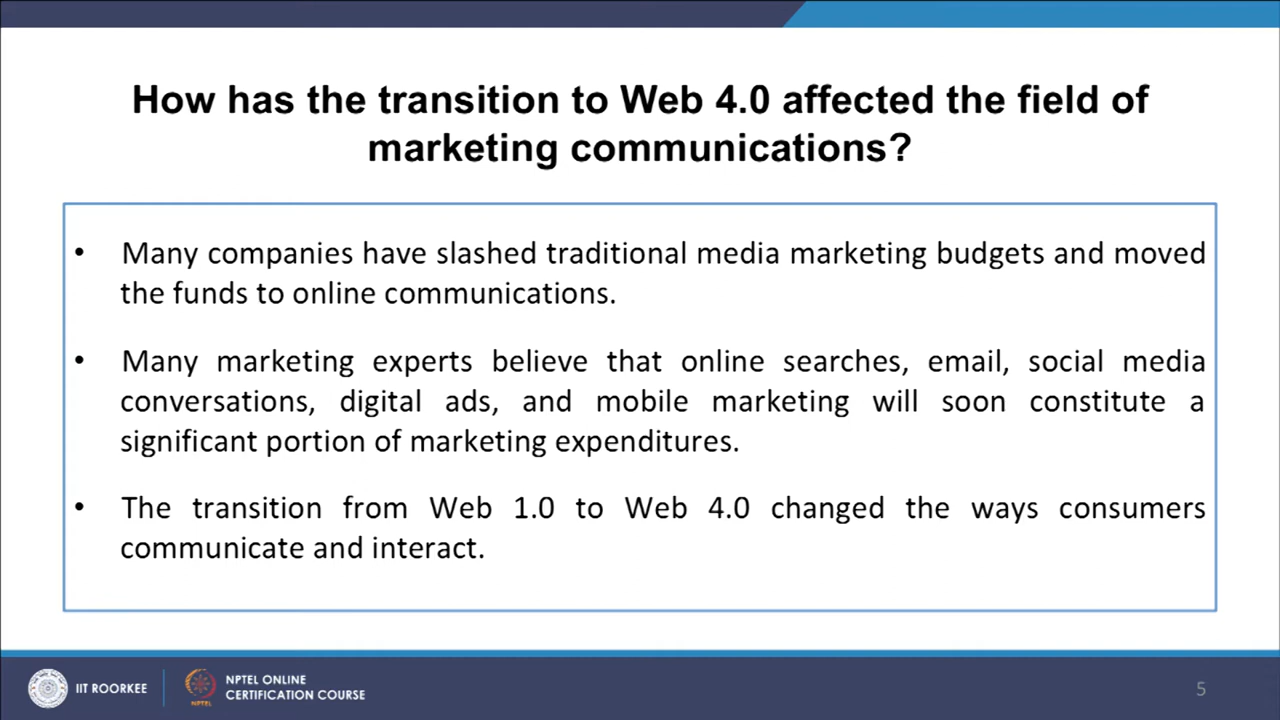 How has the transition to Web 4.0 affected the field of
marketing communications?
• Many companies have slashed traditional media marketing budgets and moved
the funds to online communications.
• Many marketing experts believe that online searches, email, social media
conversations, digital ads, and mobile marketing will soon constitute a
significant portion of marketing expenditures.
• The transition from Web 1.0 to Web 4.0 changed the ways consumers
communicate and interact.
IIT ROORKEE
NPTEL
NPTEL ONLINE
CERTIFICATION COURSE
5